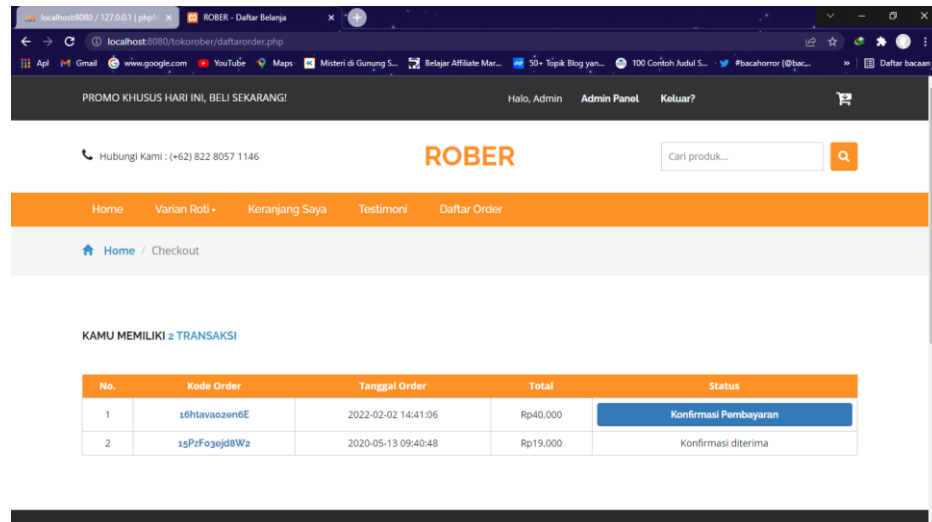 localhost:8080 / 127.0.0.1 | phpM
ROBER - Daftar Belanja
localhost:8080/tokorober/daftarorder.php
Apl
Gmail
www.google.com
YouTube
Maps
Misteri di Gunung S...
Belajar Affiliate Mar...
50+ Topik Blog yan...
100 Contoh Judul S...
#bacahorror (@bac,...
»
Daftar bacaan
PROMO KHUSUS HARI INI, BELI SEKARANG!
Halo, Admin
Admin Panel
Keluar?
Hubungi Kami : (+62) 822 8057 1146
ROBER
Cari produk...
Home
Varian Roti
Keranjang Saya
Testimoni
Daftar Order
Home / Checkout
KAMU MEMILIKI 2 TRANSAKSI
No. Kode Order Tanggal Order Total Status
1 16htavao2en6E 2022-02-02 14:41:06 Rp40,000 Konfirmasi Pembayaran
2 15PzFo3ejd8W2 2020-05-13 09:40:48 Rp19,000 Konfirmasi diterima